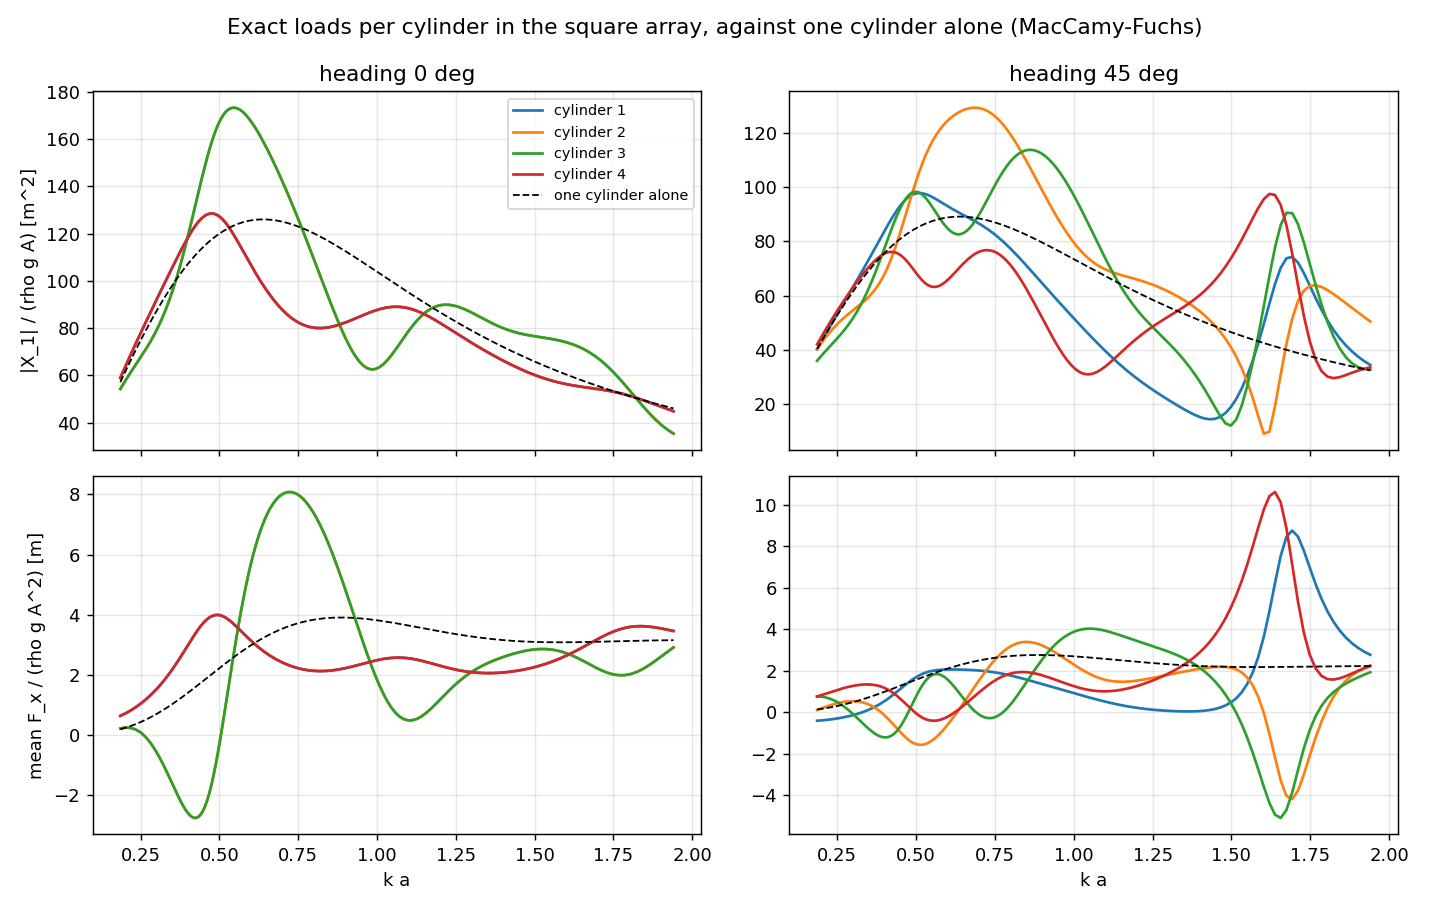 Exact loads per cylinder in the square array, against one cylinder alone (MacCamy-Fuchs)
heading 0 deg
heading 45 deg
|X_1| / (rho g A) [m^2]
180
160
140
120
100
80
60
40
cylinder 1
cylinder 2
cylinder 3
cylinder 4
one cylinder alone
120
100
80
60
40
20
mean F_x / (rho g A^2) [m]
8
6
4
2
0
−2
0.25 0.50 0.75 1.00 1.25 1.50 1.75 2.00
k a
10
8
6
4
2
0
−2
−4
0.25 0.50 0.75 1.00 1.25 1.50 1.75 2.00
k a